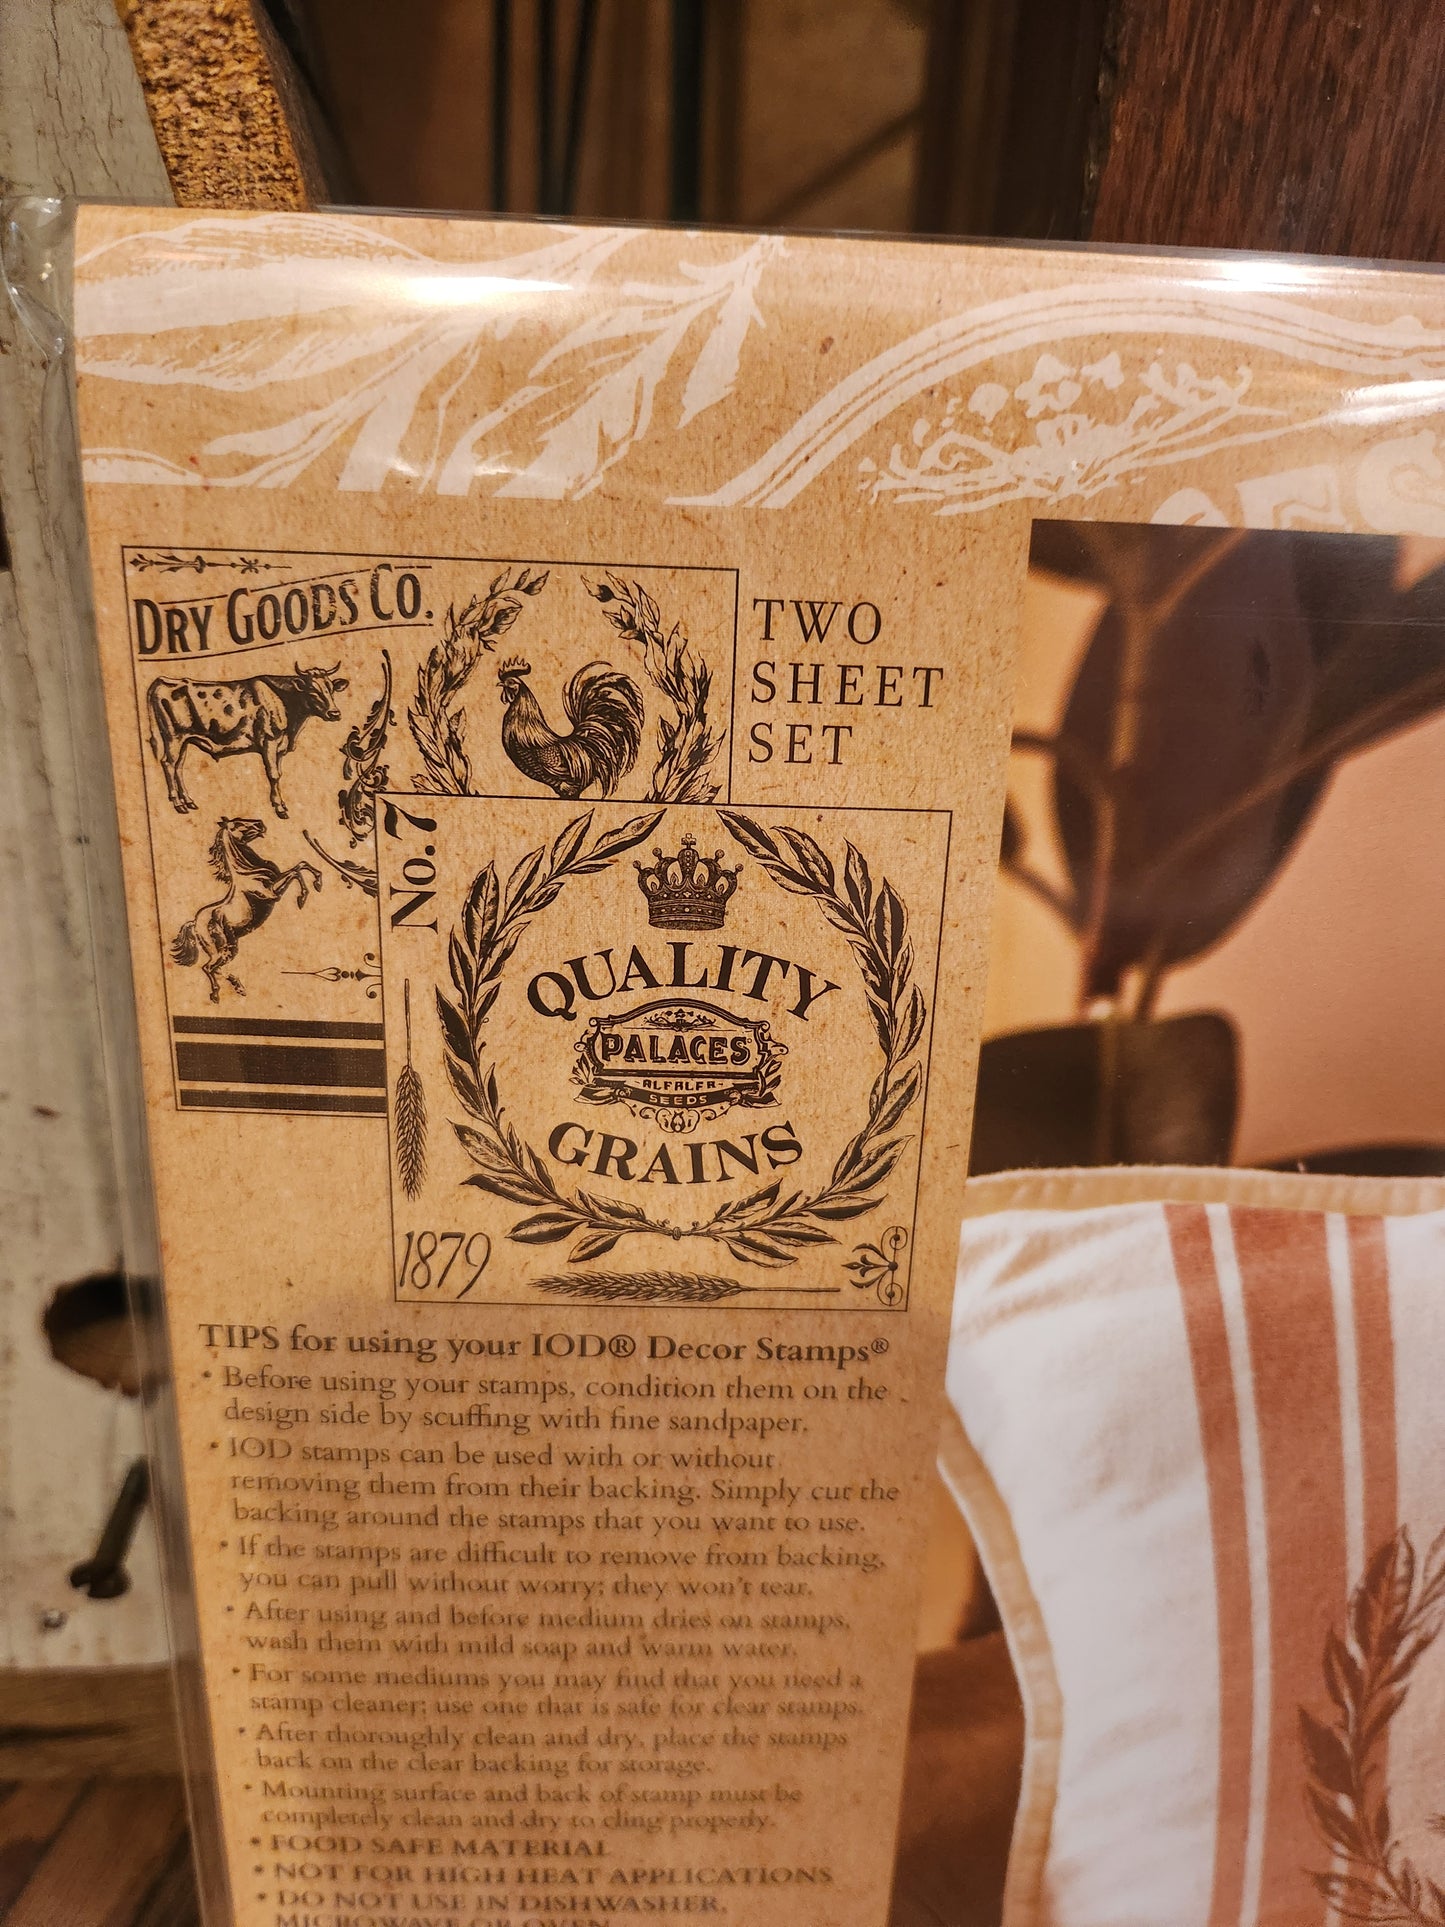 DRY GOODS CO.
TWO
SHEET
SET
No. 7
QUALITY
PALACES
ALFALFA
SEEDS
GRAINS
1879
TIPS for using your IOD® Decor Stamps®
• Before using your stamps, condition them on the
design side by scuffing with fine sandpaper.
• IOD stamps can be used with or without
removing them from their backing. Simply cut the
backing around the stamps that you want to use.
• If the stamps are difficult to remove from backing,
you can pull without worry; they won't tear.
• After using and before medium dries on stamps,
wash them with mild soap and warm water.
• For some mediums you may find that you need a
stamp cleaner; use one that is safe for clear stamps.
• After thoroughly clean and dry, place the stamps
back on the clear backing for storage.
• Mounting surface and back of stamp must be
completely clean and dry to cling properly.
• FOOD SAFE MATERIAL
• NOT FOR HIGH HEAT APPLICATIONS
• DO NOT USE IN DISHWASHER,
MICROWAVE OR OVEN